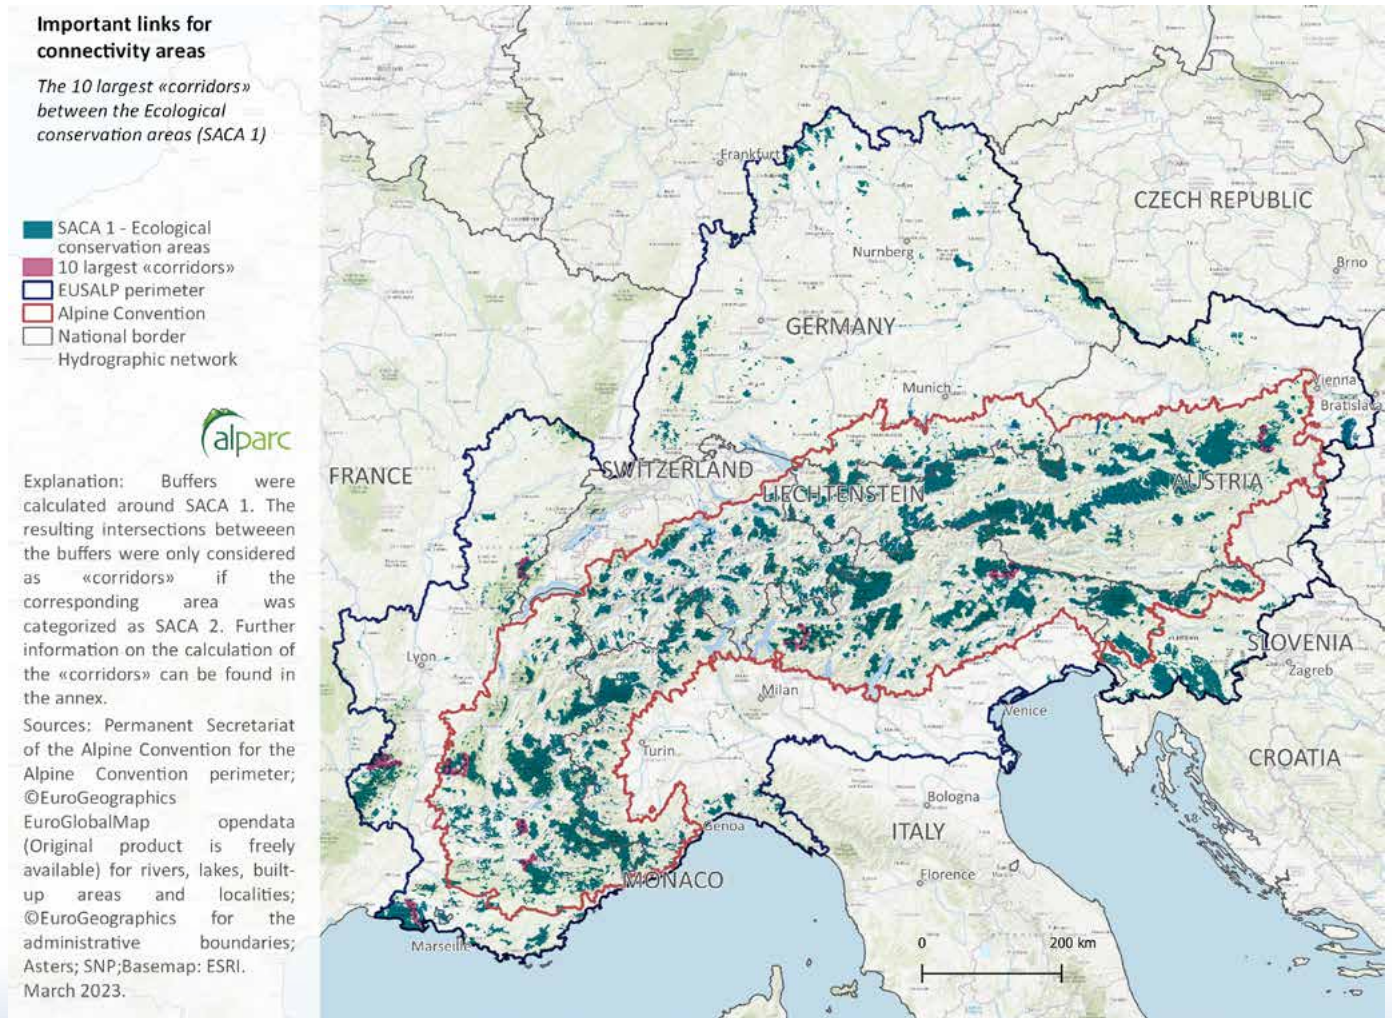 Important links for
connectivity areas
The 10 largest «corridors»
between the Ecological
conservation areas (SACA 1)
SACA 1 - Ecological
conservation areas
10 largest «corridors»
EUSALP perimeter
Alpine Convention
National border
Hydrographic network
alparc
Explanation: Buffers were
calculated around SACA 1. The
resulting intersections betweeen
the buffers were only considered
as «corridors» if the
corresponding area was
categorized as SACA 2. Further
information on the calculation of
the «corridors» can be found in
the annex.
Sources: Permanent Secretariat
of the Alpine Convention for the
Alpine Convention perimeter;
©EuroGeographics
EuroGlobalMap opendata
(Original product is freely
available) for rivers, lakes, built-
up areas and localities;
©EuroGeographics for the
administrative boundaries;
Asters; SNP;Basemap: ESRI.
March 2023.
Frankfurt
CZECH REPUBLIC
Nurnberg
Brno
GERMANY
Munich
Vienna
Bratislava
FRANCE
SWITZERLAND
LIECHTENSTEIN
AUSTRIA
SLOVENIA
Lyon
Zagreb
Milan
Venice
Turin
CROATIA
Bologna
Genoa
ITALY
MONACO
Florence
Marseille
0 200 km